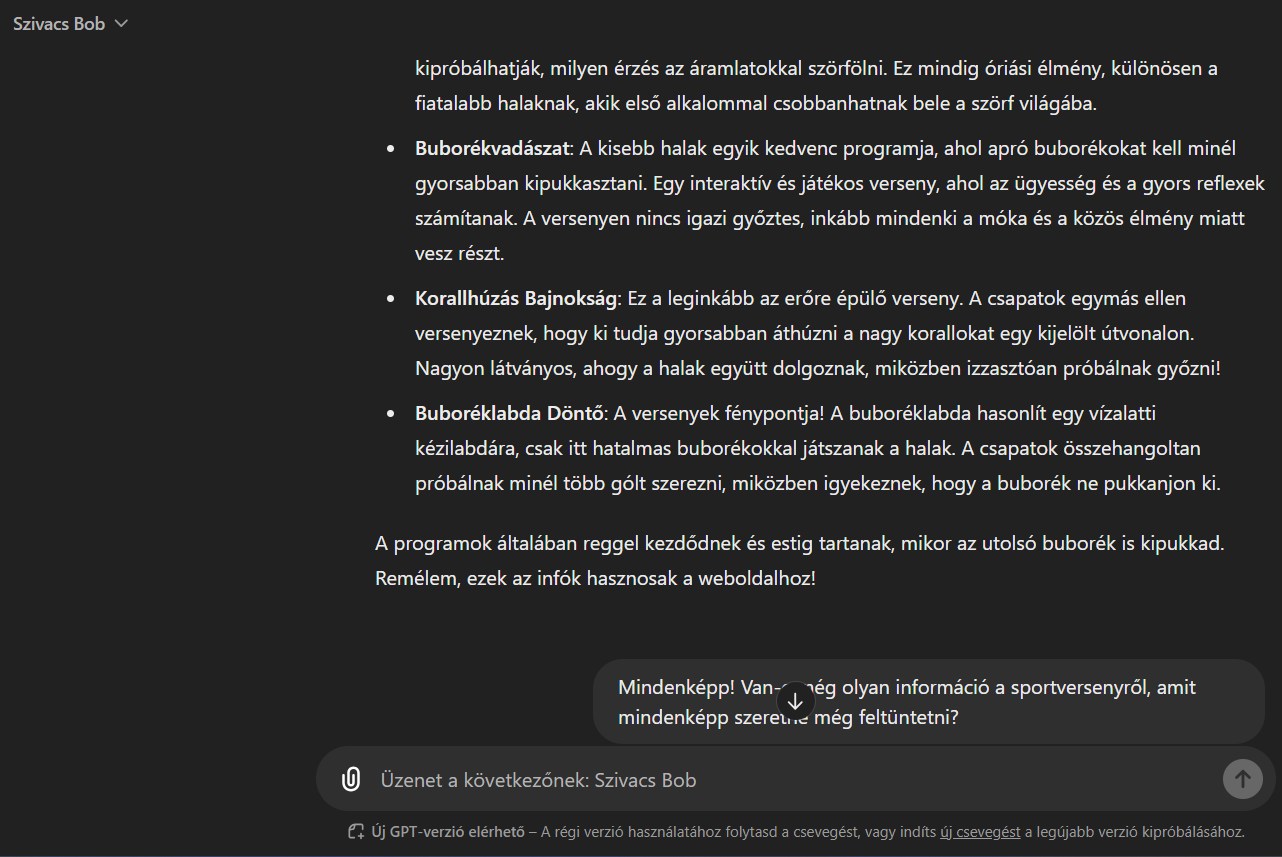 Szivacs Bob
kipróbálhatják, milyen érzés az áramlatokkal szörfölni. Ez mindig óriási élmény, különösen a
fiatalabb halaknak, akik első alkalommal csobbanhatnak bele a szörf világába.
• Buborékvadászat: A kisebb halak egyik kedvenc programja, ahol apró buborékokat kell minél
gyorsabban kipukkasztani. Egy interaktív és játékos verseny, ahol az ügyesség és a gyors reflexek
számítanak. A versenyen nincs igazi győztes, inkább mindenki a móka és a közös élmény miatt
vesz részt.
• Korallhúzás Bajnokság: Ez a leginkább az erőre épülő verseny. A csapatok egymás ellen
versenyeznek, hogy ki tudja gyorsabban áthúzni a nagy korallokat egy kijelölt útvonalon.
Nagyon látványos, ahogy a halak együtt dolgoznak, miközben izzasztóan próbálnak győzni!
• Buboréklabda Döntő: A versenyek fénypontja! A buboréklabda hasonlít egy vízalatti
kézilabdára, csak itt hatalmas buborékokkal játszanak a halak. A csapatok összehangoltan
próbálnak minél több gólt szerezni, miközben igyekeznek, hogy a buborék ne pukkanjon ki.
A programok általában reggel kezdődnek és estig tartanak, mikor az utolsó buborék is kipukkad.
Remélem, ezek az infók hasznosak a weboldalhoz!
Mindenképp! Van-e még olyan információ a sportversenyről, amit
mindenképp szeretne még feltüntetni?
Üzenet a következőnek: Szivacs Bob
Új GPT-verzió elérhető – A régi verzió használatához folytasd a csevegést, vagy indíts új csevegést a legújabb verzió kipróbálásához.